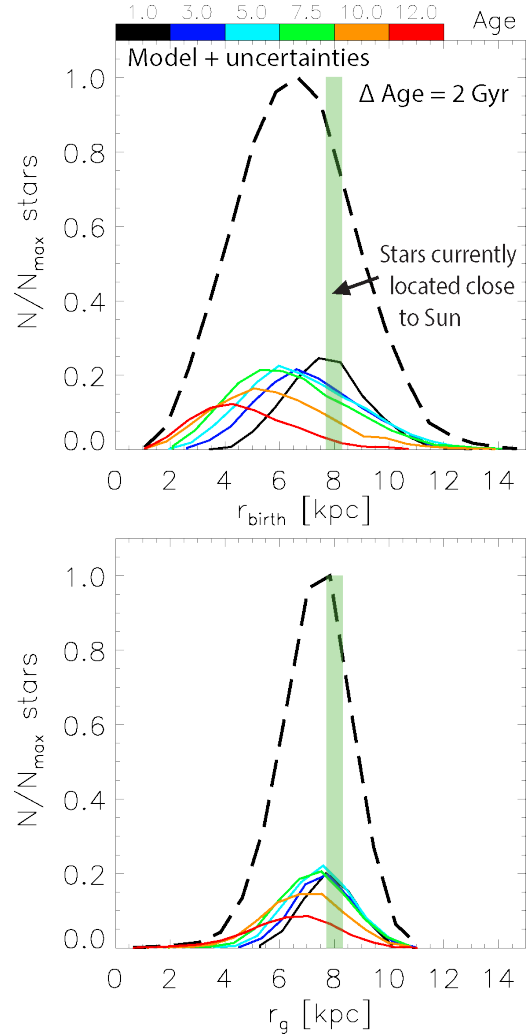 1.0 3.0 5.0 7.5 10.0 12.0 Age
Model + uncertainties
Δ Age = 2 Gyr
1.0
0.8
0.6
0.4
0.2
0.0
N/N_max stars
Stars currently
located close
to Sun
0 2 4 6 8 10 12 14
r_birth [kpc]
1.0
0.8
0.6
0.4
0.2
0.0
N/N_max stars
0 2 4 6 8 10 12 14
r_g [kpc]